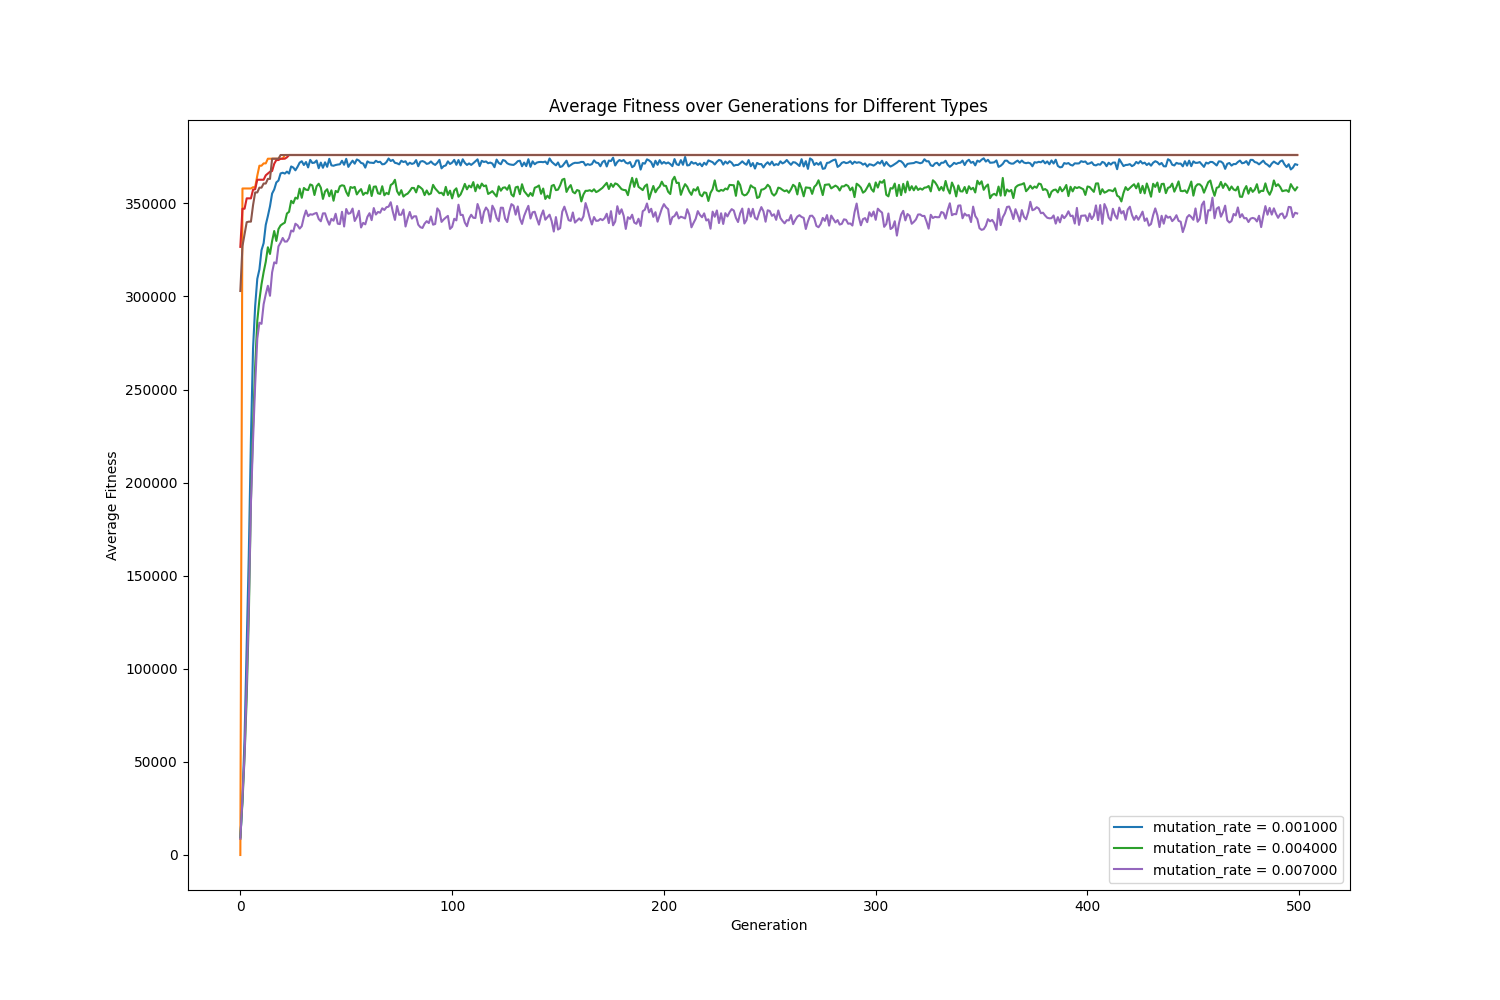 Average Fitness over Generations for Different Types
Average Fitness
350000
300000
250000
200000
150000
100000
50000
0
0 100 200 300 400 500
Generation
mutation_rate = 0.001000
mutation_rate = 0.004000
mutation_rate = 0.007000